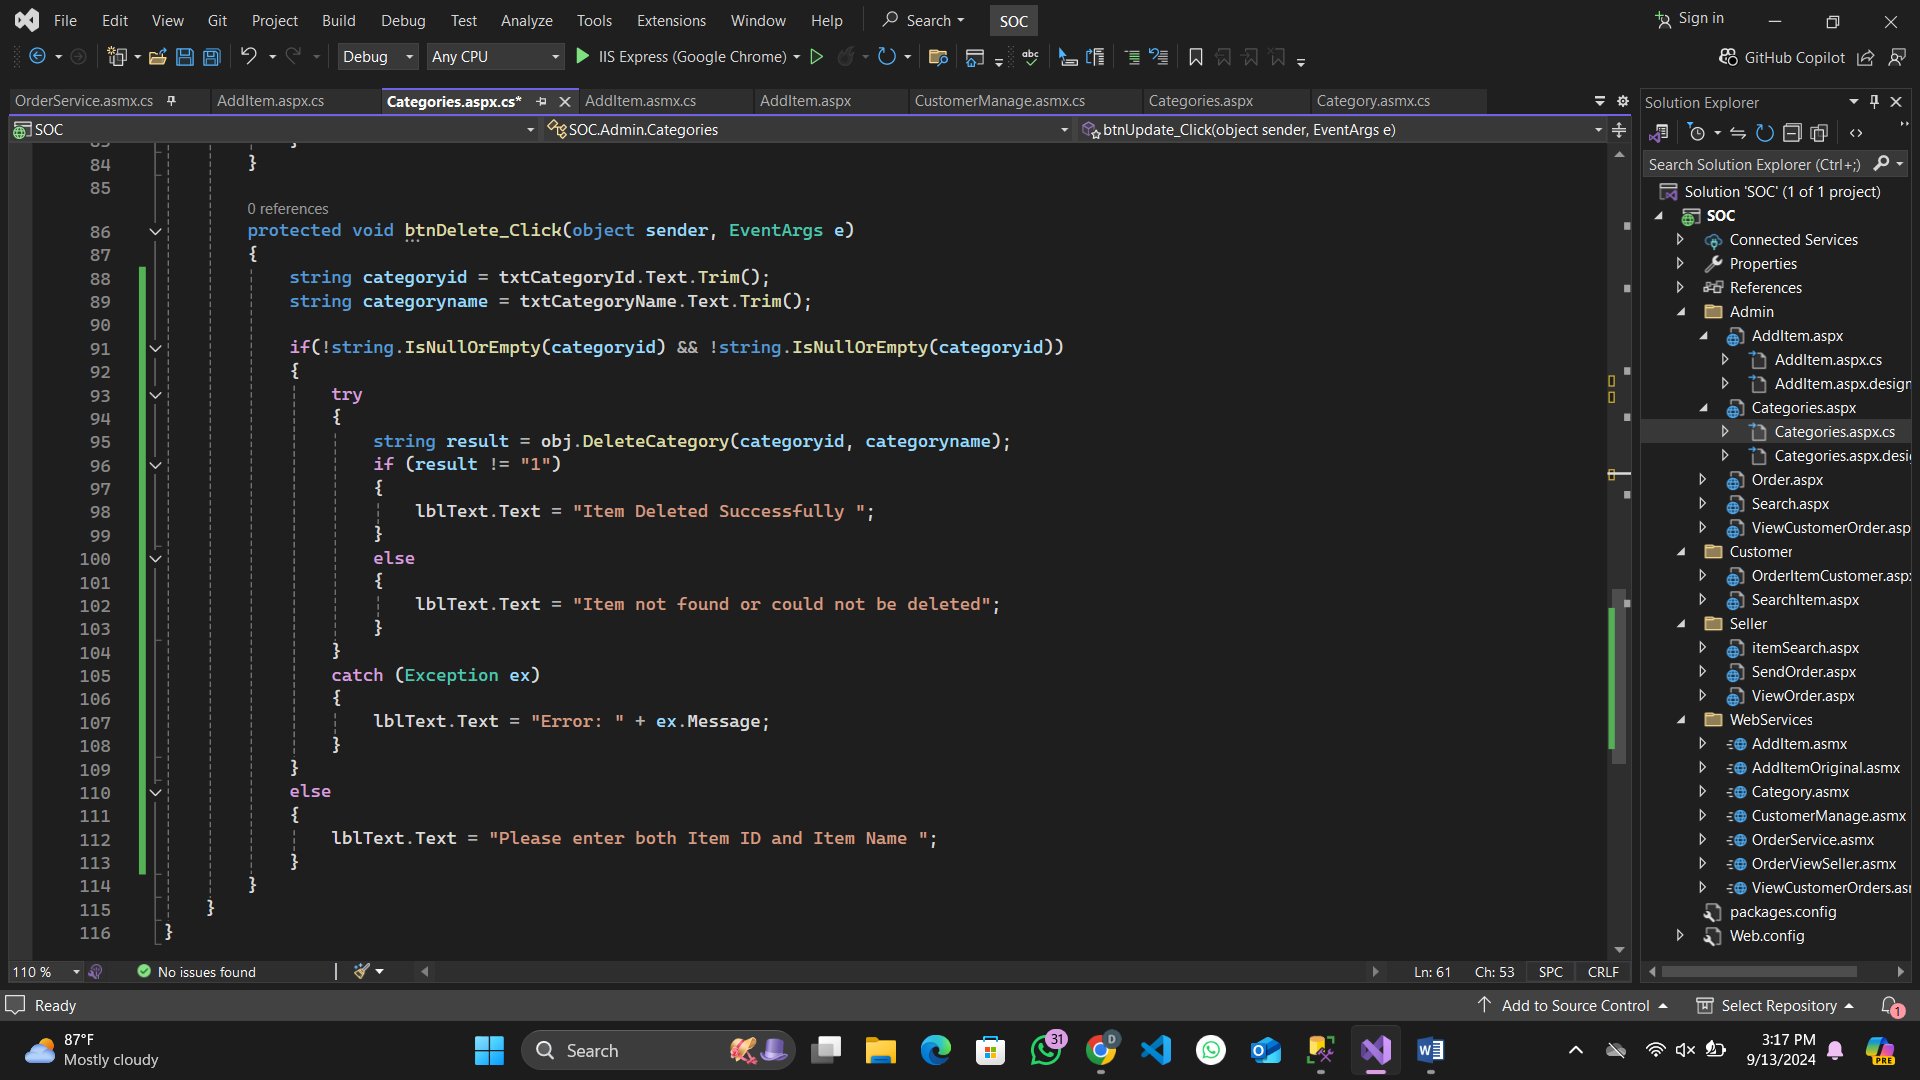 File Edit View Git Project Build Debug Test Analyze Tools Extensions Window Help Search SOC Sign in
Debug Any CPU IIS Express (Google Chrome) GitHub Copilot
OrderService.asmx.cs AddItem.aspx.cs Categories.aspx.cs* AddItem.asmx.cs AddItem.aspx CustomerManage.asmx.cs Categories.aspx Category.asmx.cs
SOC SOC.Admin.Categories btnUpdate_Click(object sender, EventArgs e)
84 }
85
0 references
86 protected void btnDelete_Click(object sender, EventArgs e)
87 {
88 string categoryid = txtCategoryId.Text.Trim();
89 string categoryname = txtCategoryName.Text.Trim();
90
91 if(!string.IsNullOrEmpty(categoryid) && !string.IsNullOrEmpty(categoryid))
92 {
93 try
94 {
95 string result = obj.DeleteCategory(categoryid, categoryname);
96 if (result != "1")
97 {
98 lblText.Text = "Item Deleted Successfully ";
99 }
100 else
101 {
102 lblText.Text = "Item not found or could not be deleted";
103 }
104 }
105 catch (Exception ex)
106 {
107 lblText.Text = "Error: " + ex.Message;
108 }
109 }
110 else
111 {
112 lblText.Text = "Please enter both Item ID and Item Name ";
113 }
114 }
115 }
116 }
110 % No issues found Ln: 61 Ch: 53 SPC CRLF
Solution Explorer
Search Solution Explorer (Ctrl+;)
Solution 'SOC' (1 of 1 project)
SOC
Connected Services
Properties
References
Admin
AddItem.aspx
AddItem.aspx.cs
AddItem.aspx.design
Categories.aspx
Categories.aspx.cs
Categories.aspx.desi
Order.aspx
Search.aspx
ViewCustomerOrder.asp
Customer
OrderItemCustomer.aspx
SearchItem.aspx
Seller
itemSearch.aspx
SendOrder.aspx
ViewOrder.aspx
WebServices
AddItem.asmx
AddItemOriginal.asmx
Category.asmx
CustomerManage.asmx
OrderService.asmx
OrderViewSeller.asmx
ViewCustomerOrders.asm
packages.config
Web.config
Ready Add to Source Control Select Repository 1
87°F
Mostly cloudy
Search
31
D
PRE
3:17 PM
9/13/2024